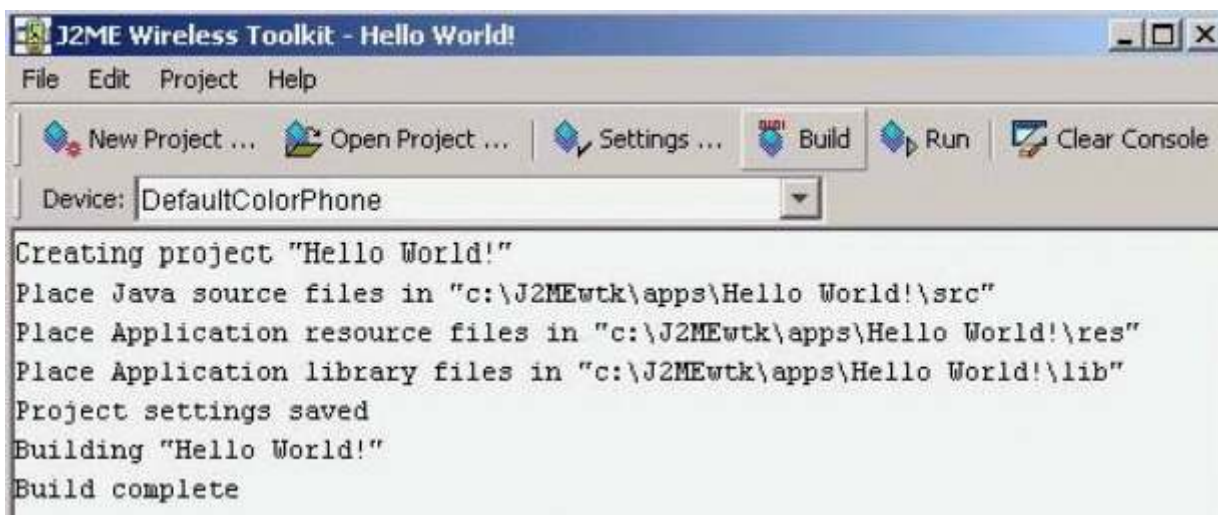 J2ME Wireless Toolkit - Hello World!
File Edit Project Help
New Project ... Open Project ... Settings ... Build Run Clear Console
Device: DefaultColorPhone
Creating project "Hello World!"
Place Java source files in "c:\J2MEwtk\apps\Hello World!\src"
Place Application resource files in "c:\J2MEwtk\apps\Hello World!\res"
Place Application library files in "c:\J2MEwtk\apps\Hello World!\lib"
Project settings saved
Building "Hello World!"
Build complete